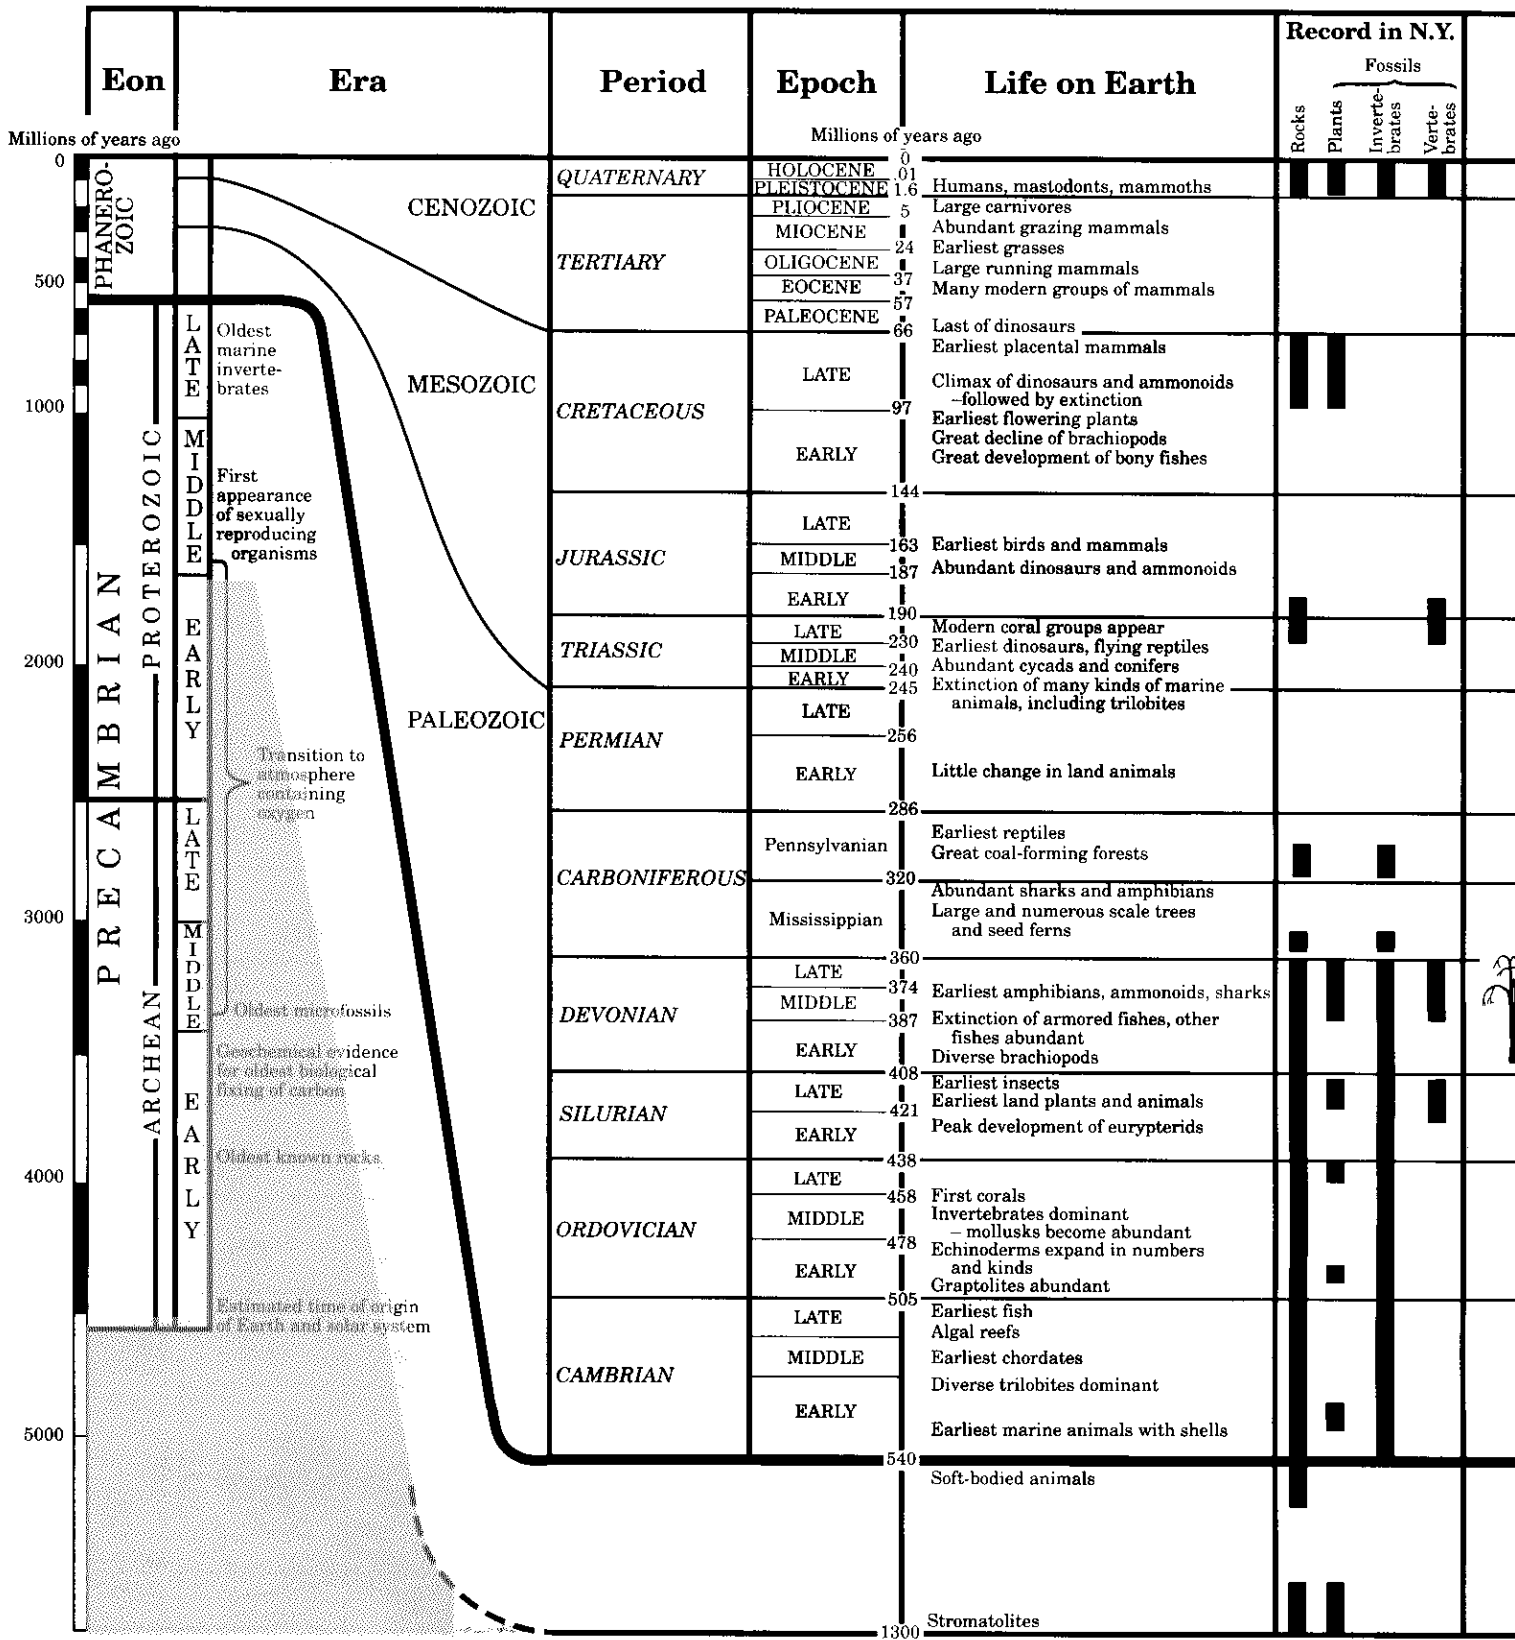 Eon
Era
Period
Epoch
Life on Earth
Record in N.Y.
Fossils
Rocks
Plants
Inverte-
brates
Verte-
brates
Millions of years ago
Millions of years ago
0
500
1000
2000
3000
4000
5000
PHANERO-
ZOIC
PRECAMBRIAN
PROTEROZOIC
ARCHEAN
LATE
MIDDLE
EARLY
LATE
MIDDLE
EARLY
Oldest
marine
inverte-
brates
First
appearance
of sexually
reproducing
organisms
Transition to
atmosphere
containing
oxygen
Oldest microfossils
Geochemical evidence
for oldest biological
fixing of carbon
Oldest known rocks
Estimated time of origin
of Earth and solar system
CENOZOIC
MESOZOIC
PALEOZOIC
QUATERNARY
TERTIARY
CRETACEOUS
JURASSIC
TRIASSIC
PERMIAN
CARBONIFEROUS
DEVONIAN
SILURIAN
ORDOVICIAN
CAMBRIAN
0
HOLOCENE .01
PLEISTOCENE 1.6
PLIOCENE 5
MIOCENE 24
OLIGOCENE 37
EOCENE 57
PALEOCENE 66
LATE 97
EARLY 144
LATE 163
MIDDLE 187
EARLY 190
LATE 230
MIDDLE 240
EARLY 245
LATE 256
EARLY 286
Pennsylvanian 320
Mississippian 360
LATE 374
MIDDLE 387
EARLY 408
LATE 421
EARLY 438
LATE 458
MIDDLE 478
EARLY 505
LATE
MIDDLE
EARLY 540
1300
Humans, mastodonts, mammoths
Large carnivores
Abundant grazing mammals
Earliest grasses
Large running mammals
Many modern groups of mammals
Last of dinosaurs
Earliest placental mammals
Climax of dinosaurs and ammonoids
–followed by extinction
Earliest flowering plants
Great decline of brachiopods
Great development of bony fishes
Earliest birds and mammals
Abundant dinosaurs and ammonoids
Modern coral groups appear
Earliest dinosaurs, flying reptiles
Abundant cycads and conifers
Extinction of many kinds of marine
animals, including trilobites
Little change in land animals
Earliest reptiles
Great coal-forming forests
Abundant sharks and amphibians
Large and numerous scale trees
and seed ferns
Earliest amphibians, ammonoids, sharks
Extinction of armored fishes, other
fishes abundant
Diverse brachiopods
Earliest insects
Earliest land plants and animals
Peak development of eurypterids
First corals
Invertebrates dominant
– mollusks become abundant
Echinoderms expand in numbers
and kinds
Graptolites abundant
Earliest fish
Algal reefs
Earliest chordates
Diverse trilobites dominant
Earliest marine animals with shells
Soft-bodied animals
Stromatolites